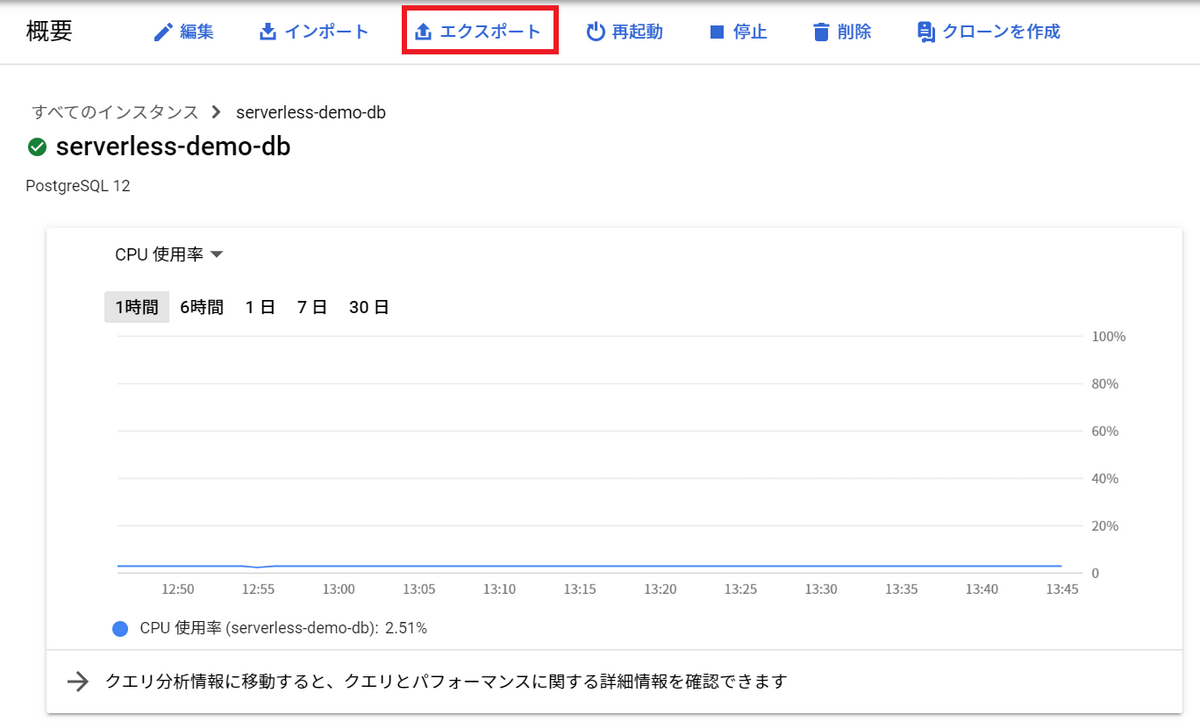 概要 編集 インポート エクスポート 再起動 停止 削除 クローンを作成
すべてのインスタンス serverless-demo-db
serverless-demo-db
PostgreSQL 12
CPU 使用率
1時間 6時間 1 日 7 日 30 日
100%
80%
60%
40%
20%
0
12:50 12:55 13:00 13:05 13:10 13:15 13:20 13:25 13:30 13:35 13:40 13:45
CPU 使用率 (serverless-demo-db): 2.51%
クエリ分析情報に移動すると、クエリとパフォーマンスに関する詳細情報を確認できます